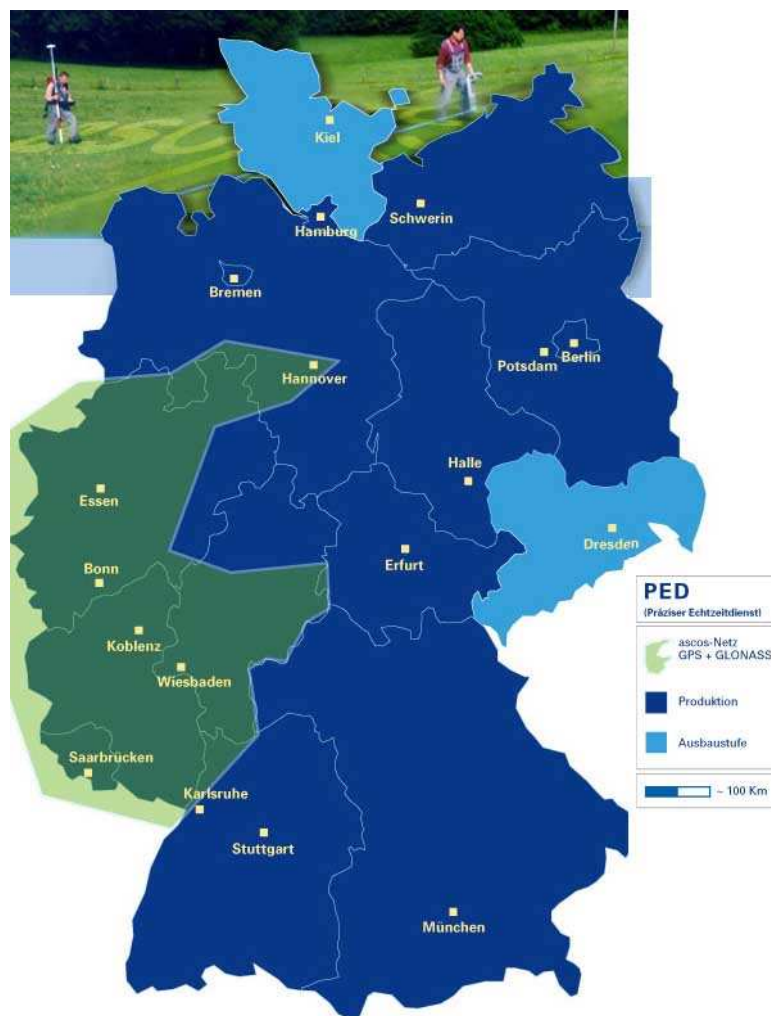 Kiel
Schwerin
Hamburg
Bremen
Hannover
Potsdam
Berlin
Halle
Essen
Dresden
Erfurt
Bonn
Koblenz
Wiesbaden
Saarbrücken
Karlsruhe
Stuttgart
München
PED
(Präziser Echtzeitdienst)
ascos-Netz
GPS + GLONASS
Produktion
Ausbaustufe
~ 100 Km